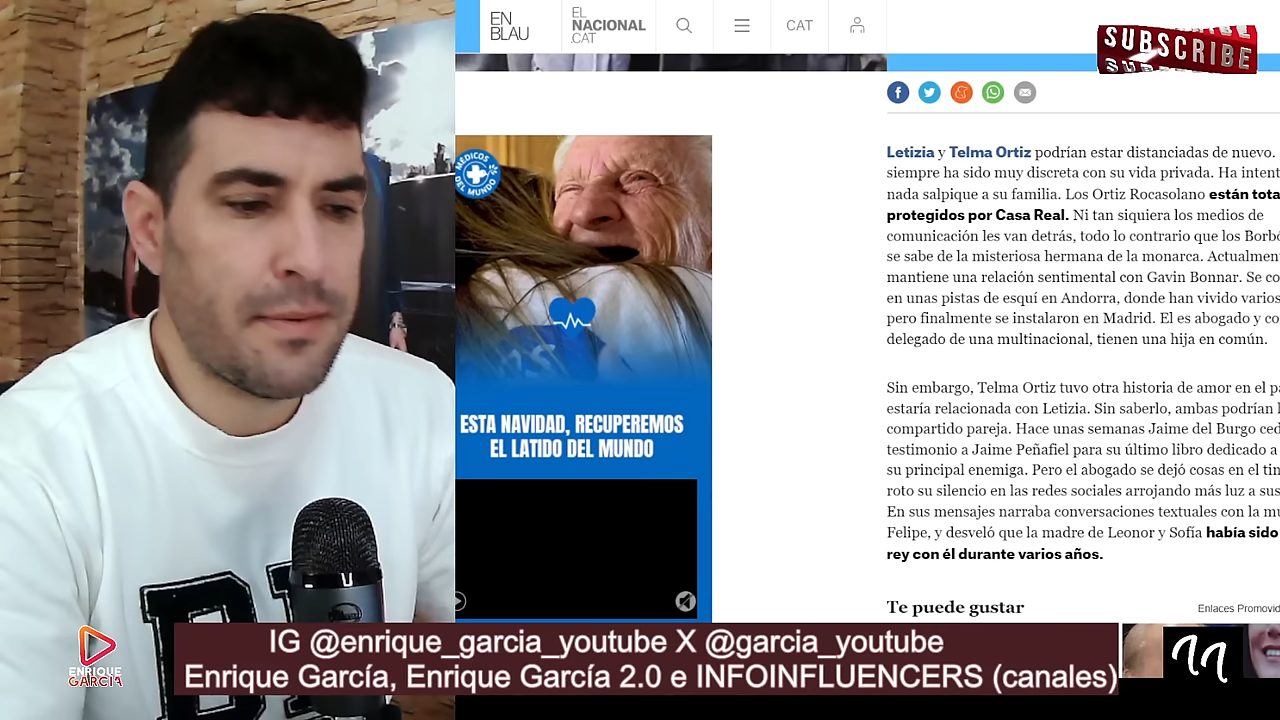 EN
BLAU
EL
NACIONAL
.CAT
CAT
SUBSCRIBE
MÉDICOS
DEL MUNDO
Letizia y Telma Ortiz podrían estar distanciadas de nuevo.
siempre ha sido muy discreta con su vida privada. Ha intent
nada salpique a su familia. Los Ortiz Rocasolano están tota
protegidos por Casa Real. Ni tan siquiera los medios de
comunicación les van detrás, todo lo contrario que los Borbó
se sabe de la misteriosa hermana de la monarca. Actualmen
mantiene una relación sentimental con Gavin Bonnar. Se co
en unas pistas de esquí en Andorra, donde han vivido varios
pero finalmente se instalaron en Madrid. El es abogado y co
delegado de una multinacional, tienen una hija en común.
Sin embargo, Telma Ortiz tuvo otra historia de amor en el pa
estaría relacionada con Letizia. Sin saberlo, ambas podrían h
compartido pareja. Hace unas semanas Jaime del Burgo ced
testimonio a Jaime Peñafiel para su último libro dedicado a
su principal enemiga. Pero el abogado se dejó cosas en el tin
roto su silencio en las redes sociales arrojando más luz a sus
En sus mensajes narraba conversaciones textuales con la mu
Felipe, y desveló que la madre de Leonor y Sofía había sido
rey con él durante varios años.
ESTA NAVIDAD, RECUPEREMOS
EL LATIDO DEL MUNDO
Te puede gustar
Enlaces Promovid
IG @enrique_garcia_youtube X @garcia_youtube
Enrique García, Enrique García 2.0 e INFOINFLUENCERS (canales)
ENRIQUE
GARCÍA